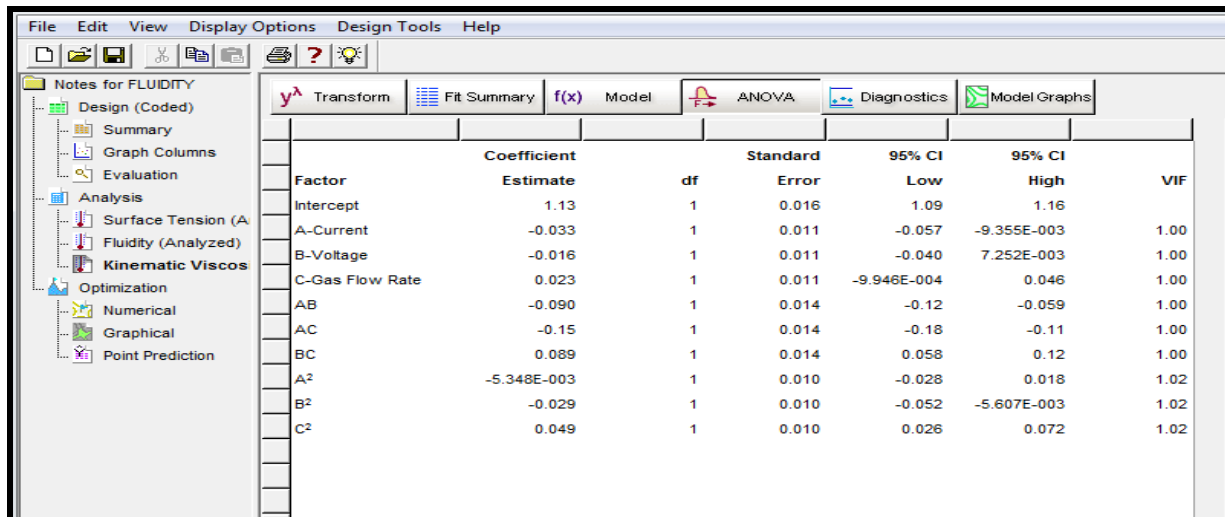 File Edit View Display Options Design Tools Help
Notes for FLUIDITY
Design (Coded)
Summary
Graph Columns
Evaluation
Analysis
Surface Tension (A
Fluidity (Analyzed)
Kinematic Viscos
Optimization
Numerical
Graphical
Point Prediction
yλ Transform Fit Summary f(x) Model ANOVA Diagnostics Model Graphs
Coefficient Standard 95% CI 95% CI
Factor Estimate df Error Low High VIF
Intercept 1.13 1 0.016 1.09 1.16
A-Current -0.033 1 0.011 -0.057 -9.355E-003 1.00
B-Voltage -0.016 1 0.011 -0.040 7.252E-003 1.00
C-Gas Flow Rate 0.023 1 0.011 -9.946E-004 0.046 1.00
AB -0.090 1 0.014 -0.12 -0.059 1.00
AC -0.15 1 0.014 -0.18 -0.11 1.00
BC 0.089 1 0.014 0.058 0.12 1.00
A² -5.348E-003 1 0.010 -0.028 0.018 1.02
B² -0.029 1 0.010 -0.052 -5.607E-003 1.02
C² 0.049 1 0.010 0.026 0.072 1.02